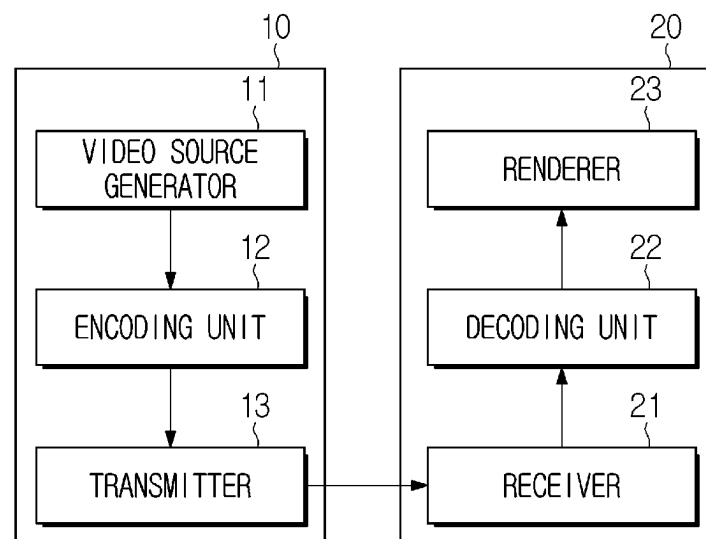 10
11
VIDEO SOURCE
GENERATOR
12
ENCODING UNIT
13
TRANSMITTER
20
23
RENDERER
22
DECODING UNIT
21
RECEIVER